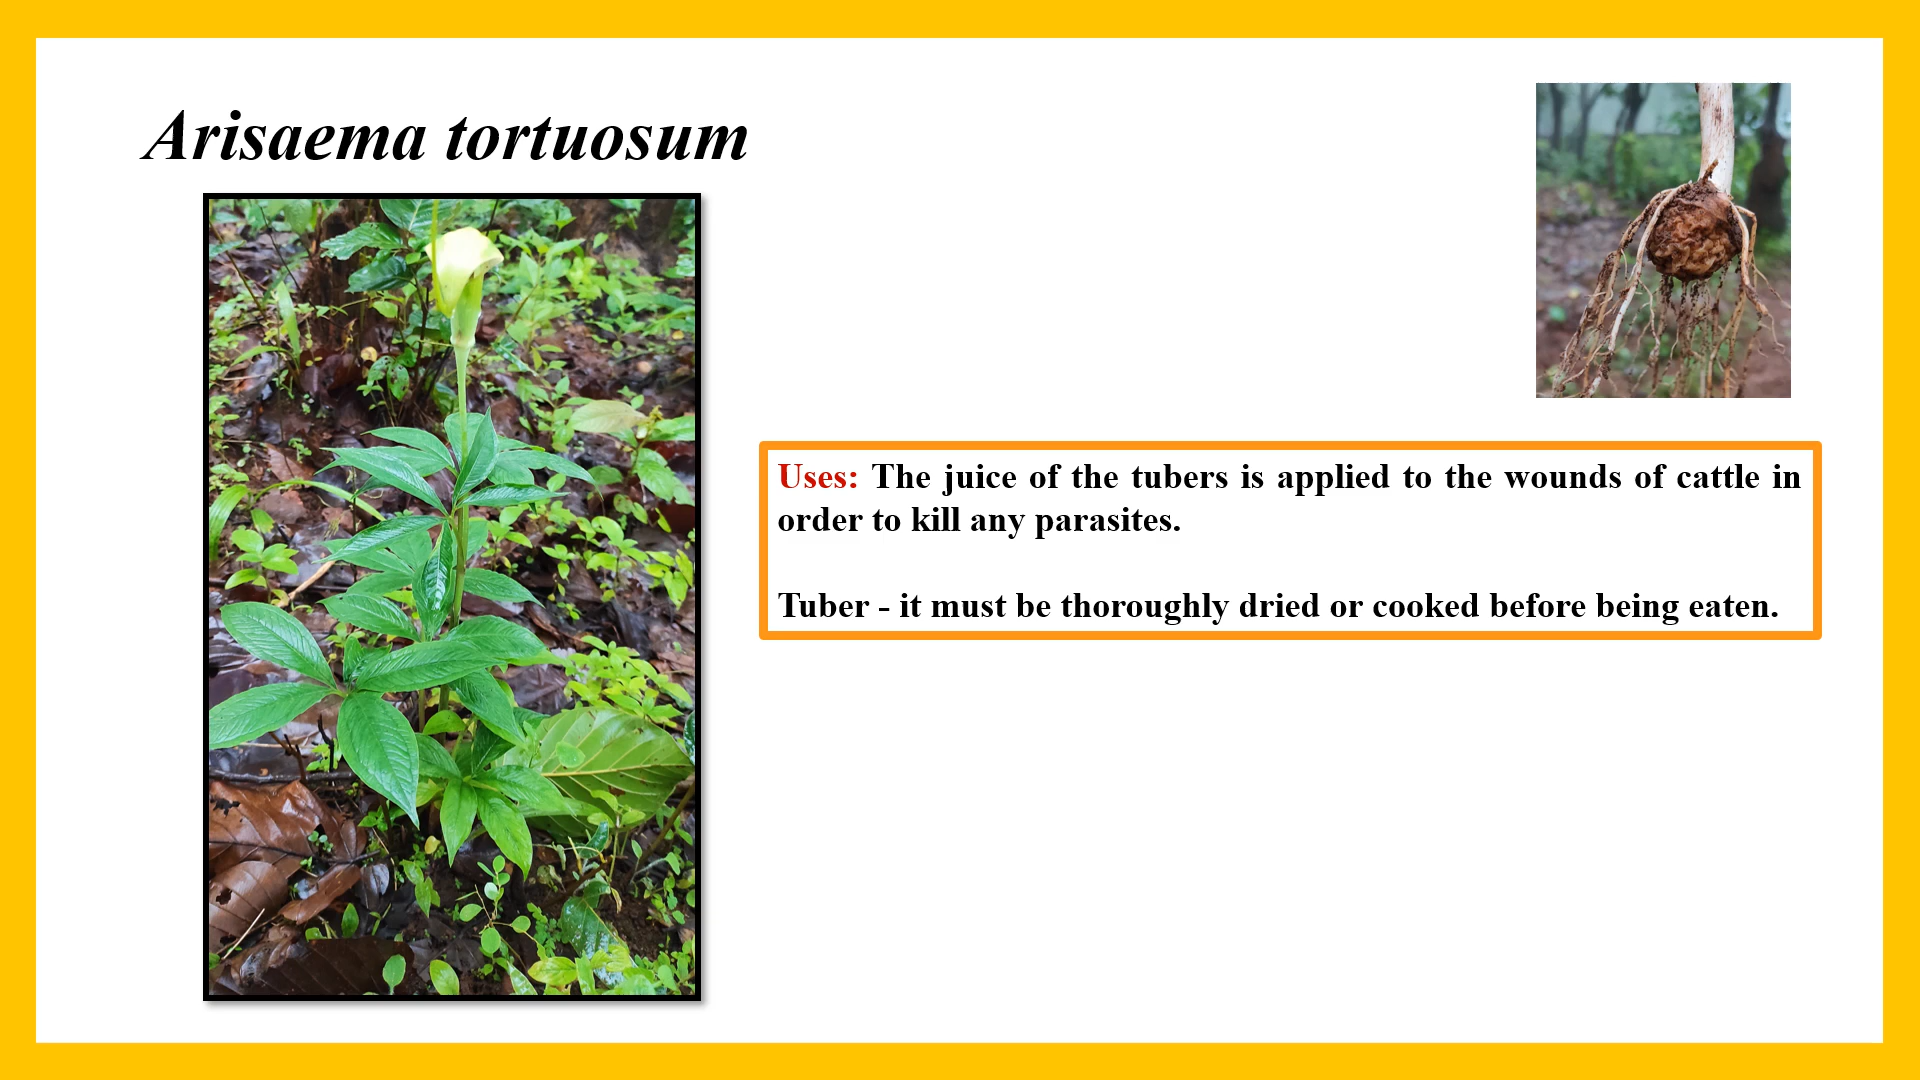 Arisaema tortuosum
Uses: The juice of the tubers is applied to the wounds of cattle in
order to kill any parasites.
Tuber - it must be thoroughly dried or cooked before being eaten.